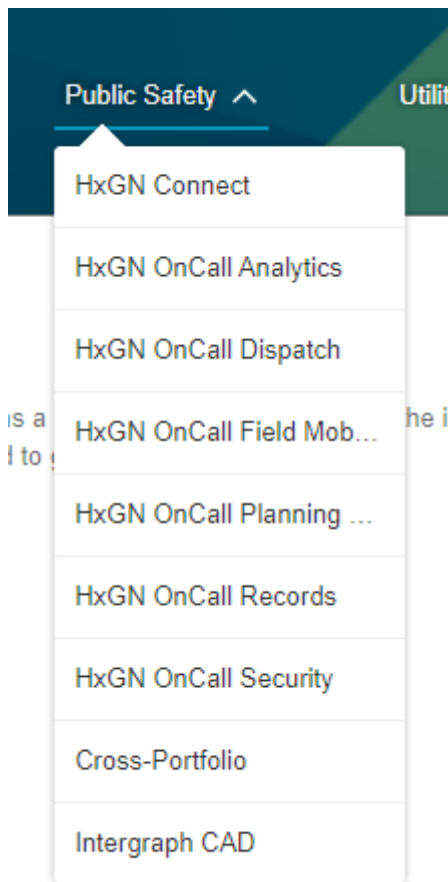 Public Safety
HxGN Connect
HxGN OnCall Analytics
HxGN OnCall Dispatch
HxGN OnCall Field Mob...
HxGN OnCall Planning ...
HxGN OnCall Records
HxGN OnCall Security
Cross-Portfolio
Intergraph CAD